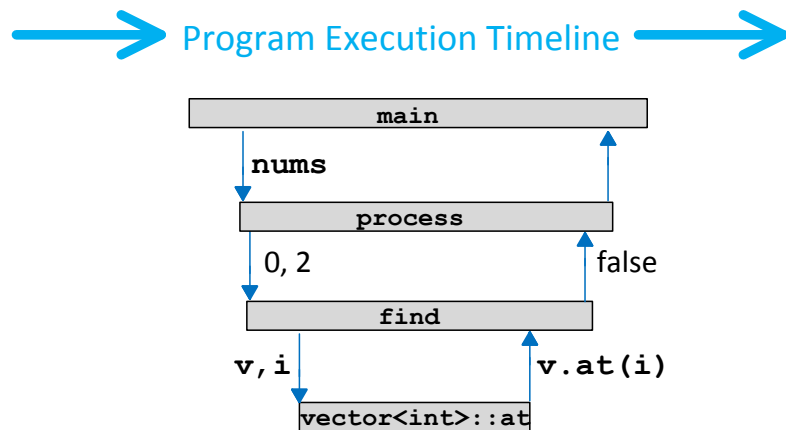 Program Execution Timeline
main
nums
process
0, 2
false
find
v,i
v.at(i)
vector<int>::at